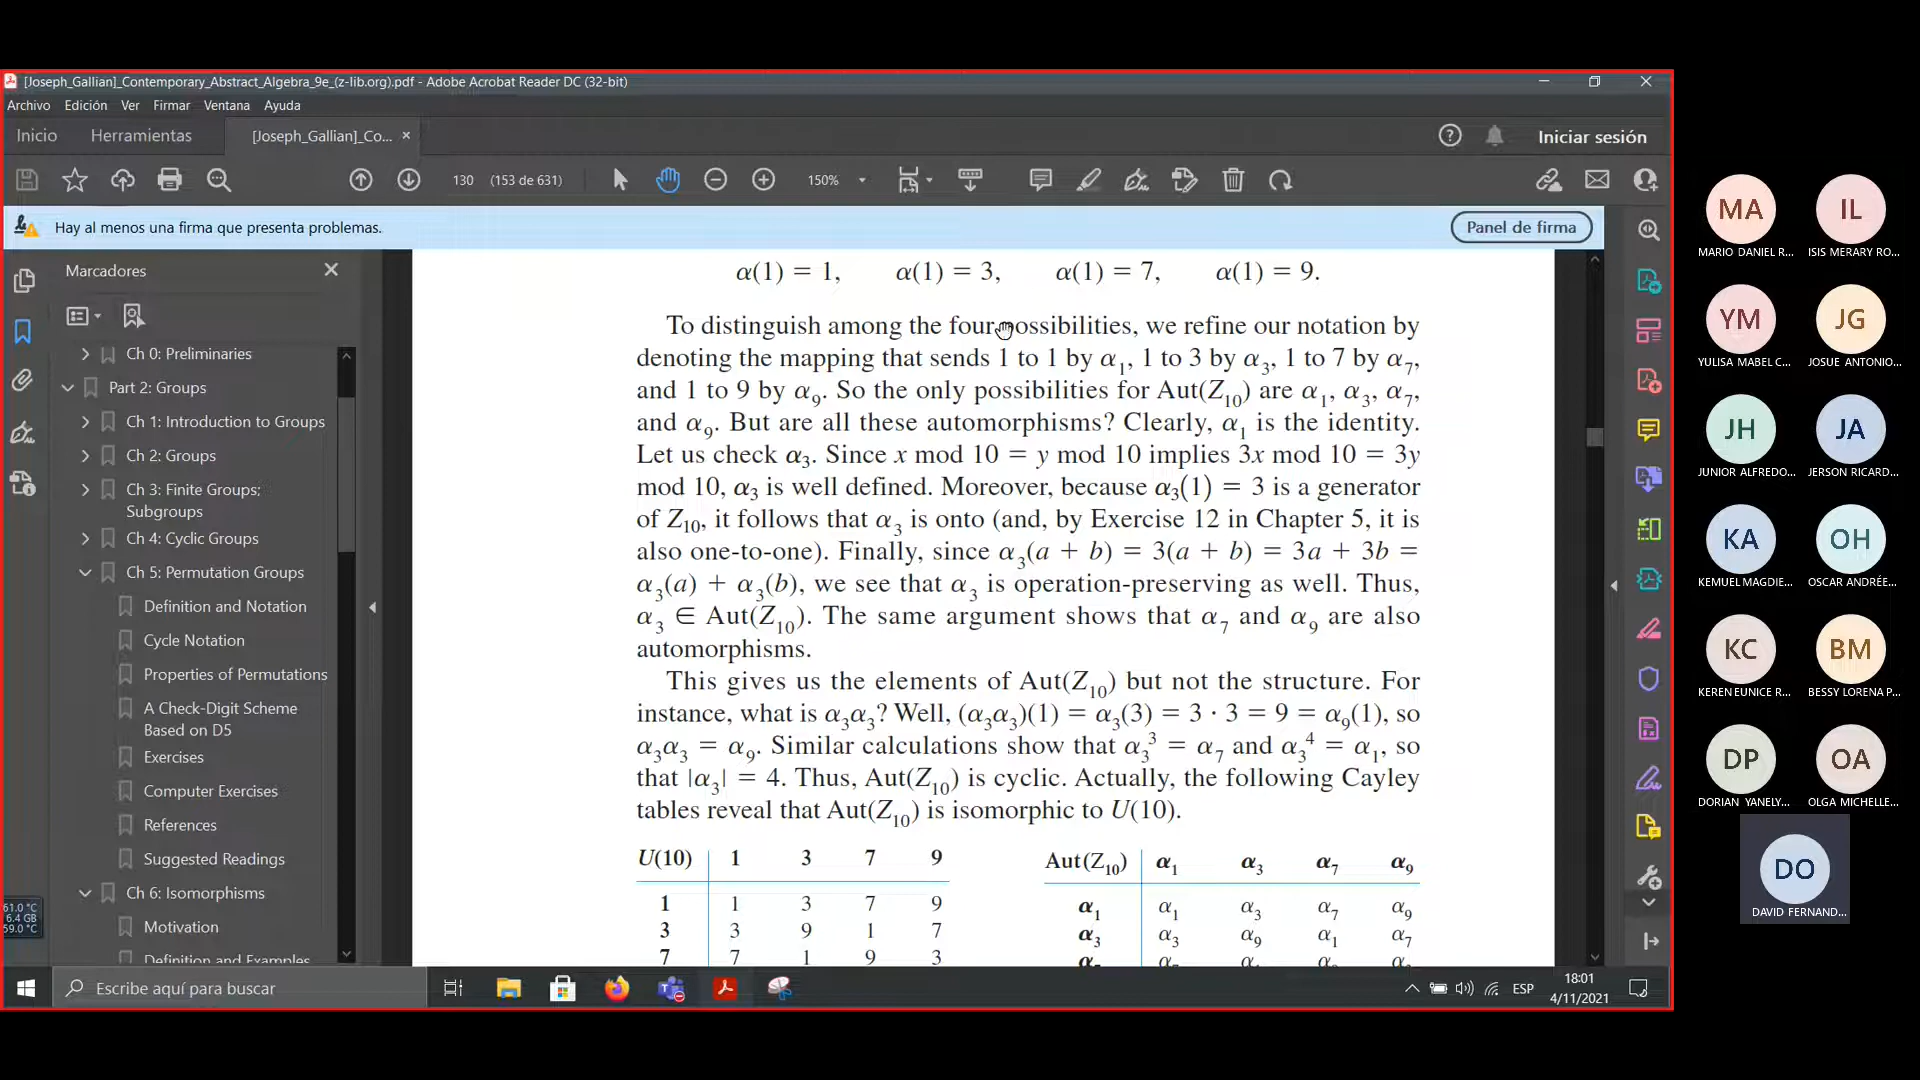 [Joseph_Gallian]_Contemporary_Abstract_Algebra_9e_(z-lib.org).pdf - Adobe Acrobat Reader DC (32-bit)
Archivo Edición Ver Firmar Ventana Ayuda
Inicio Herramientas [Joseph_Gallian]_Co... × Iniciar sesión
130 (153 de 631) 150%
Hay al menos una firma que presenta problemas. Panel de firma
Marcadores
Ch 0: Preliminaries
Part 2: Groups
Ch 1: Introduction to Groups
Ch 2: Groups
Ch 3: Finite Groups;
Subgroups
Ch 4: Cyclic Groups
Ch 5: Permutation Groups
Definition and Notation
Cycle Notation
Properties of Permutations
A Check-Digit Scheme
Based on D5
Exercises
Computer Exercises
References
Suggested Readings
Ch 6: Isomorphisms
Motivation
Definition and Examples
α(1) = 1, α(1) = 3, α(1) = 7, α(1) = 9.
To distinguish among the four possibilities, we refine our notation by
denoting the mapping that sends 1 to 1 by α₁, 1 to 3 by α₃, 1 to 7 by α₇,
and 1 to 9 by α₉. So the only possibilities for Aut(Z₁₀) are α₁, α₃, α₇,
and α₉. But are all these automorphisms? Clearly, α₁ is the identity.
Let us check α₃. Since x mod 10 = y mod 10 implies 3x mod 10 = 3y
mod 10, α₃ is well defined. Moreover, because α₃(1) = 3 is a generator
of Z₁₀, it follows that α₃ is onto (and, by Exercise 12 in Chapter 5, it is
also one-to-one). Finally, since α₃(a + b) = 3(a + b) = 3a + 3b =
α₃(a) + α₃(b), we see that α₃ is operation-preserving as well. Thus,
α₃ ∈ Aut(Z₁₀). The same argument shows that α₇ and α₉ are also
automorphisms.
This gives us the elements of Aut(Z₁₀) but not the structure. For
instance, what is α₃α₃? Well, (α₃α₃)(1) = α₃(3) = 3 · 3 = 9 = α₉(1), so
α₃α₃ = α₉. Similar calculations show that α₃³ = α₇ and α₃⁴ = α₁, so
that |α₃| = 4. Thus, Aut(Z₁₀) is cyclic. Actually, the following Cayley
tables reveal that Aut(Z₁₀) is isomorphic to U(10).
U(10) 1 3 7 9
1 1 3 7 9
3 3 9 1 7
7 7 1 9 3
Aut(Z₁₀) α₁ α₃ α₇ α₉
α₁ α₁ α₃ α₇ α₉
α₃ α₃ α₉ α₁ α₇
MA IL
MARIO DANIEL R... ISIS MERARY RO...
YM JG
YULISA MABEL C... JOSUE ANTONIO...
JH JA
JUNIOR ALFREDO... JERSON RICARD...
KA OH
KEMUEL MAGDIE... OSCAR ANDRÉE...
KC BM
KEREN EUNICE R... BESSY LORENA P...
DP OA
DORIAN YANELY... OLGA MICHELLE...
DO
DAVID FERNAND...
61.0 °C
6.4 GB
59.0 °C
Escribe aquí para buscar
ESP
18:01
4/11/2021